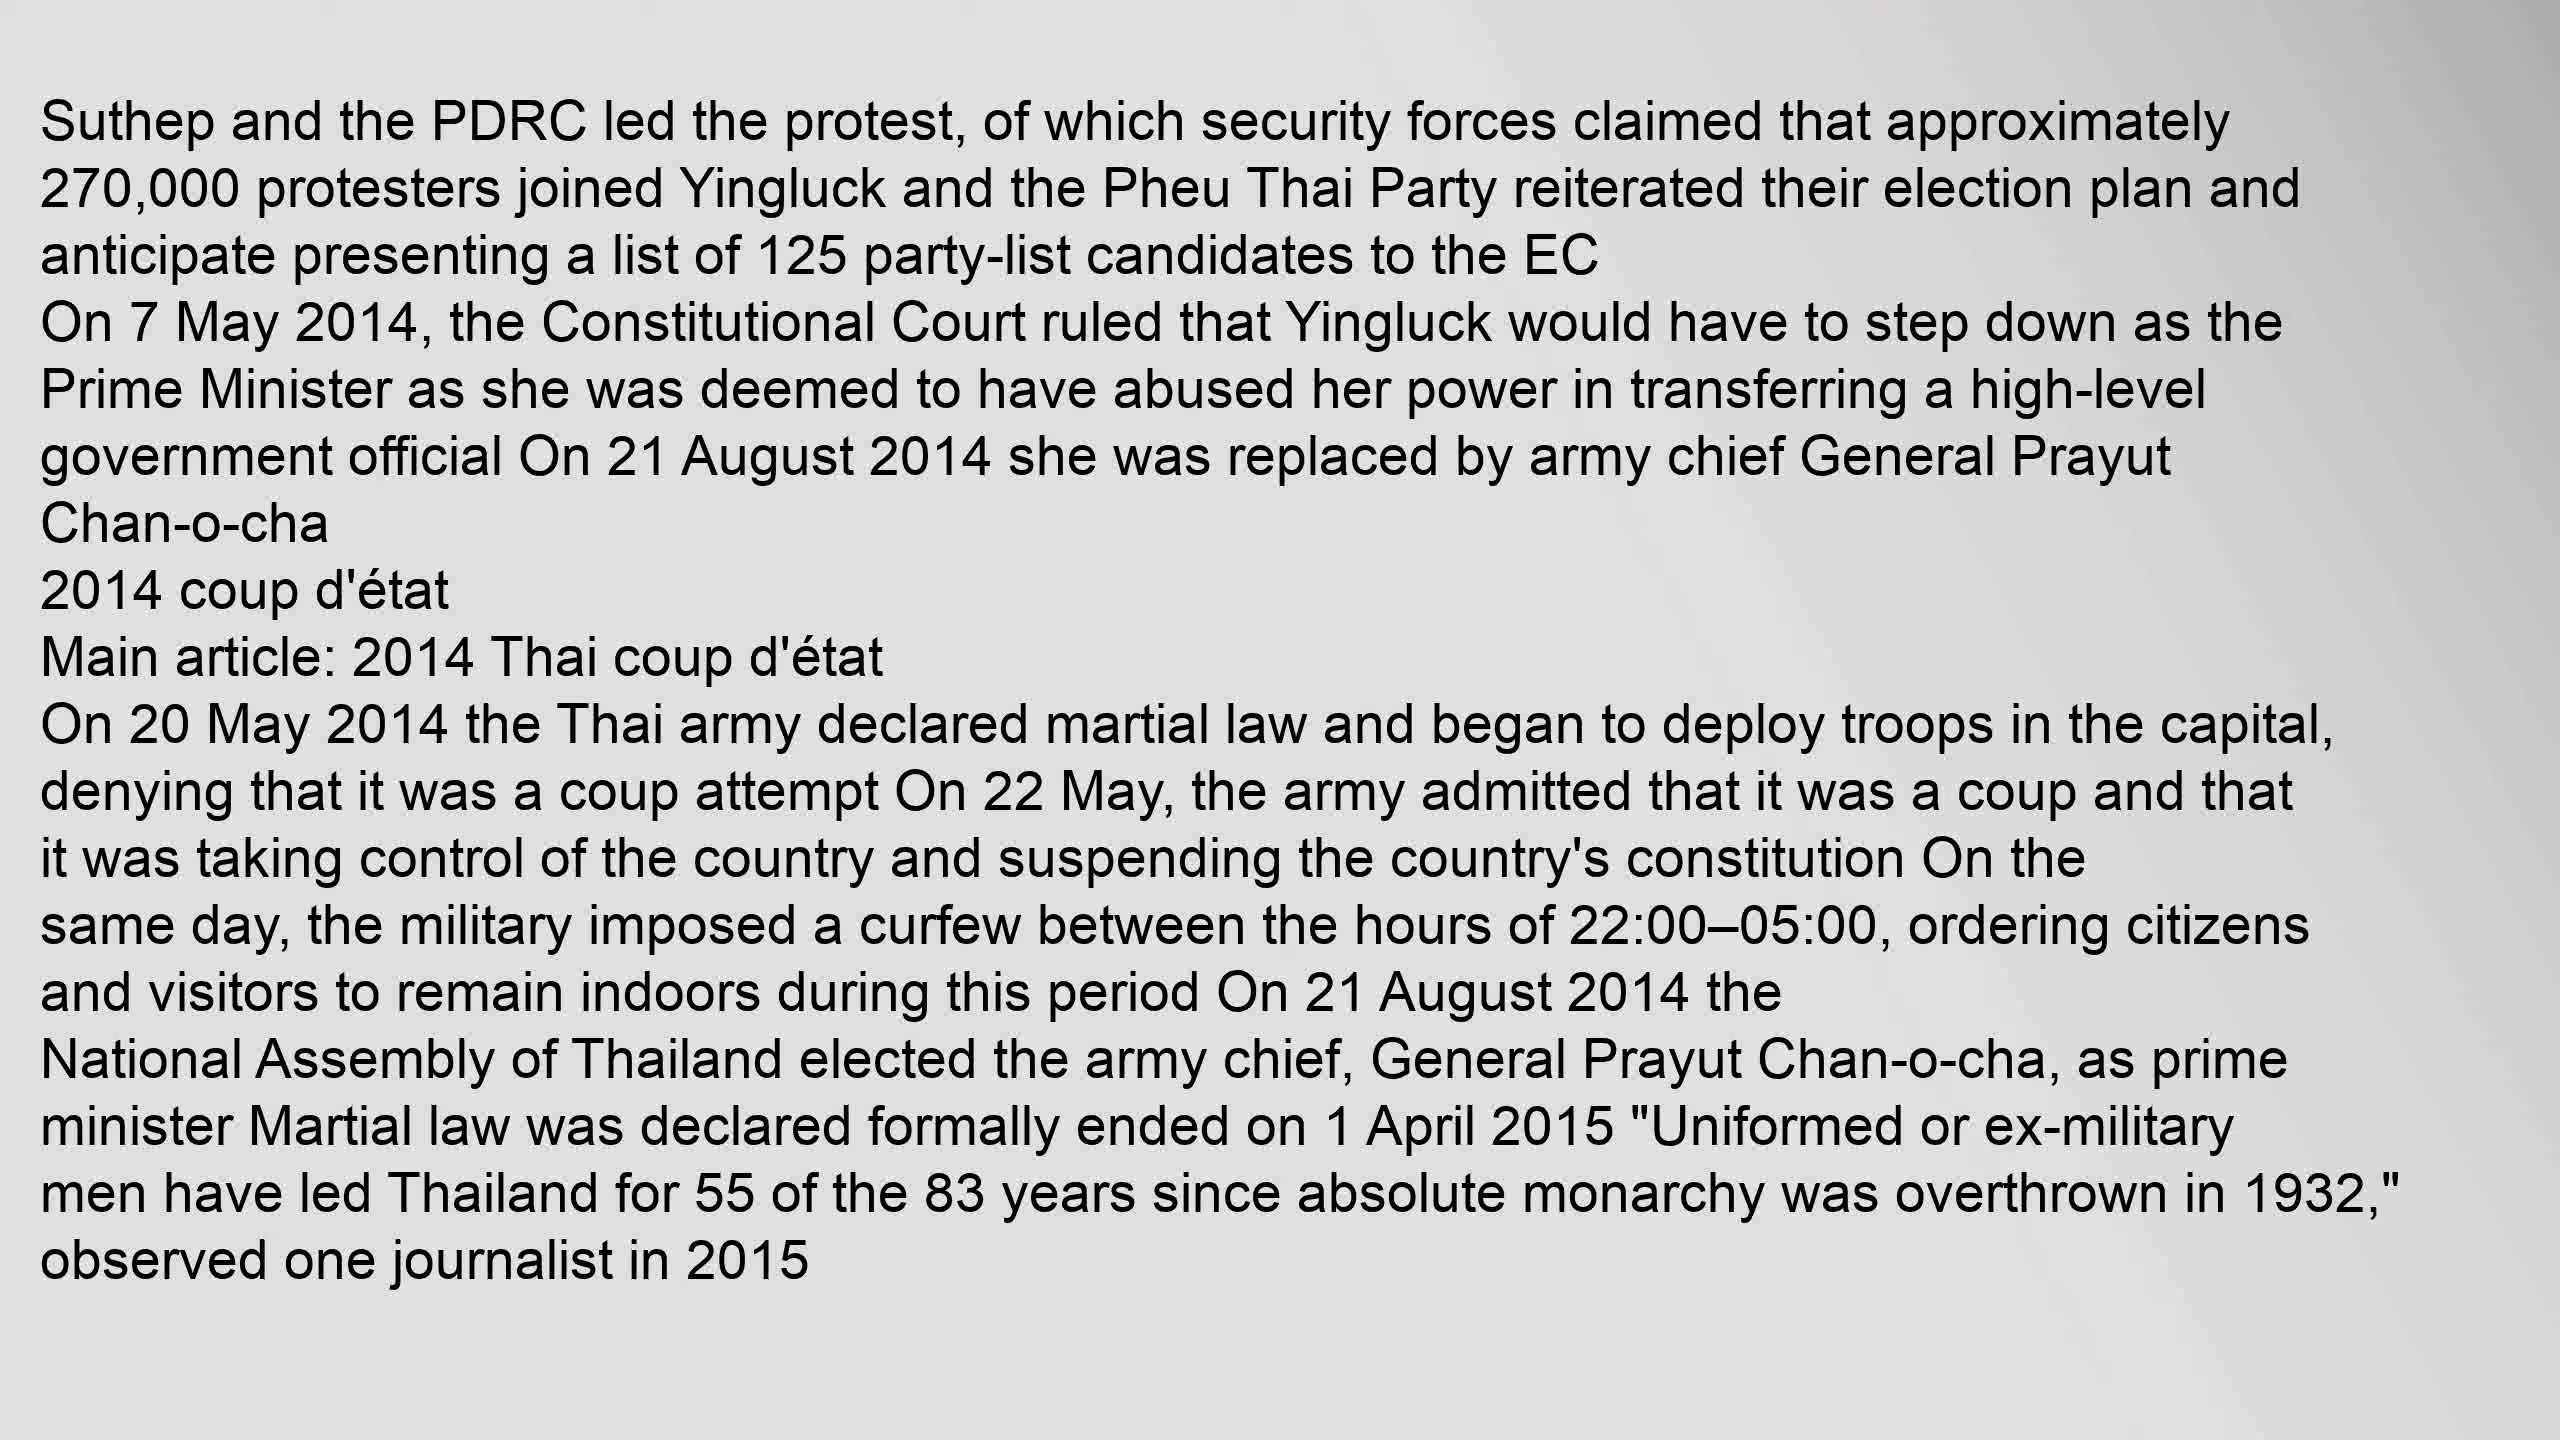 Suthep and the PDRC led the protest, of which security forces claimed that approximately
270,000 protesters joined Yingluck and the Pheu Thai Party reiterated their election plan and
anticipate presenting a list of 125 party-list candidates to the EC
On 7 May 2014, the Constitutional Court ruled that Yingluck would have to step down as the
Prime Minister as she was deemed to have abused her power in transferring a high-level
government official On 21 August 2014 she was replaced by army chief General Prayut
Chan-o-cha
2014 coup d'état
Main article: 2014 Thai coup d'état
On 20 May 2014 the Thai army declared martial law and began to deploy troops in the capital,
denying that it was a coup attempt On 22 May, the army admitted that it was a coup and that
it was taking control of the country and suspending the country's constitution On the
same day, the military imposed a curfew between the hours of 22:00–05:00, ordering citizens
and visitors to remain indoors during this period On 21 August 2014 the
National Assembly of Thailand elected the army chief, General Prayut Chan-o-cha, as prime
minister Martial law was declared formally ended on 1 April 2015 "Uniformed or ex-military
men have led Thailand for 55 of the 83 years since absolute monarchy was overthrown in 1932,"
observed one journalist in 2015